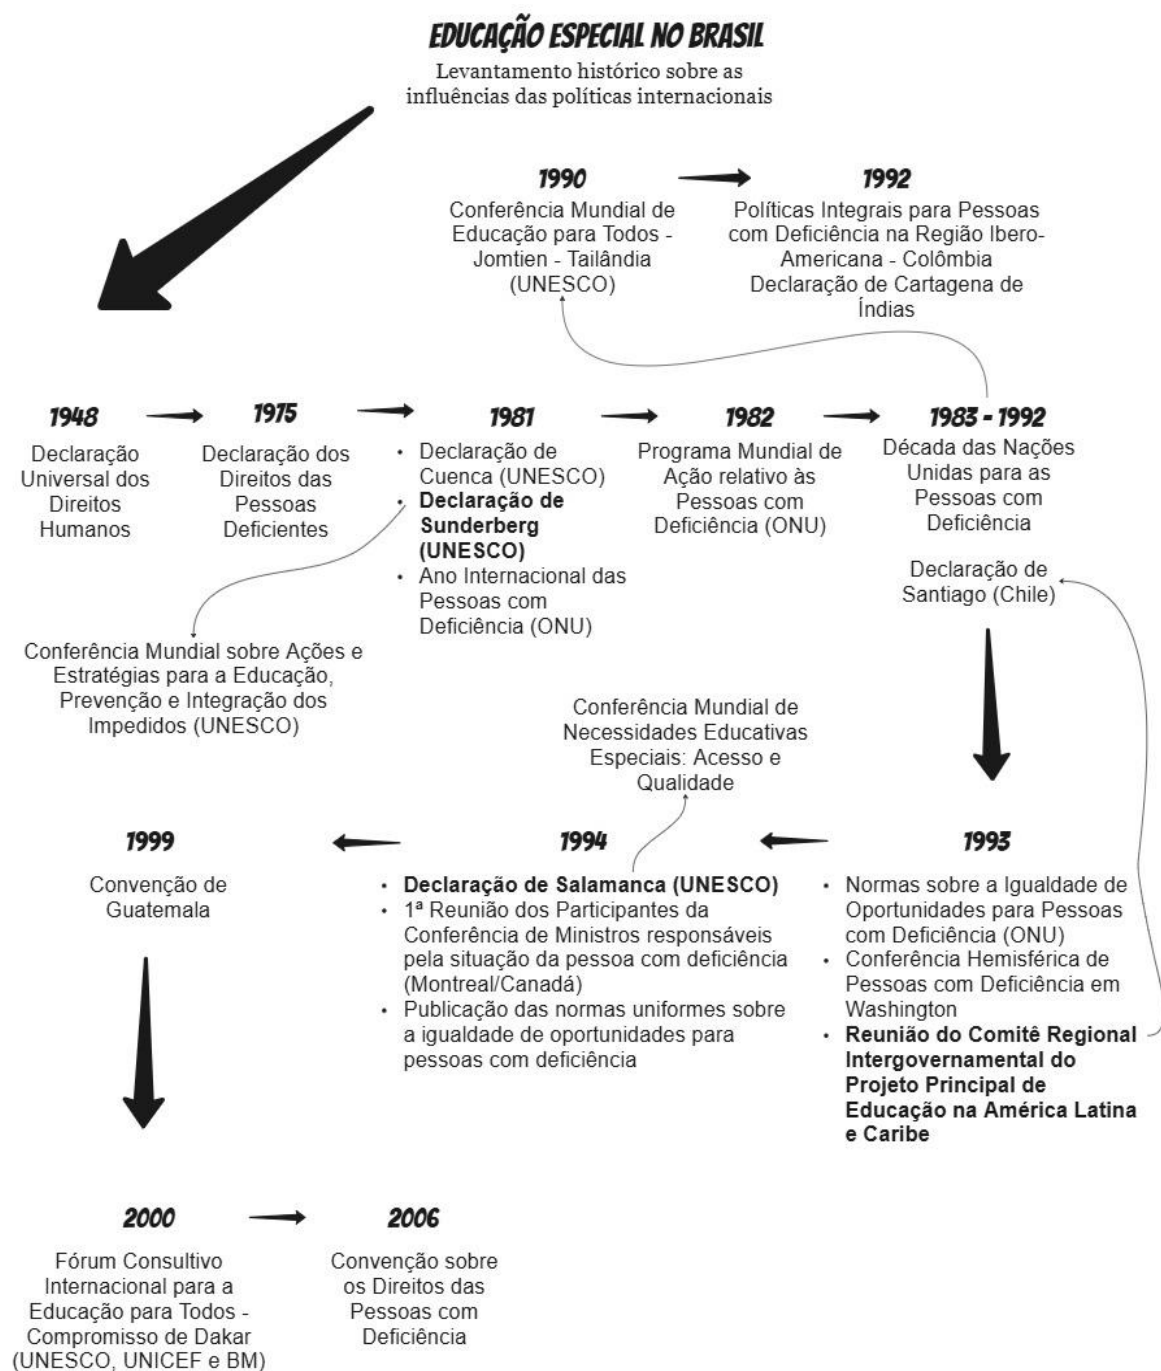 EDUCAÇÃO ESPECIAL NO BRASIL
Levantamento histórico sobre as
influências das políticas internacionais
1990
Conferência Mundial de
Educação para Todos -
Jomtien - Tailândia
(UNESCO)
1992
Políticas Integrais para Pessoas
com Deficiência na Região Ibero-
Americana - Colômbia
Declaração de Cartagena de
Índias
1948
Declaração
Universal dos
Direitos
Humanos
1975
Declaração dos
Direitos das
Pessoas
Deficientes
1981
• Declaração de
Cuenca (UNESCO)
• Declaração de
Sunderberg
(UNESCO)
• Ano Internacional das
Pessoas com
Deficiência (ONU)
1982
Programa Mundial de
Ação relativo às
Pessoas com
Deficiência (ONU)
1983 - 1992
Década das Nações
Unidas para as
Pessoas com
Deficiência
Declaração de
Santiago (Chile)
Conferência Mundial sobre Ações e
Estratégias para a Educação,
Prevenção e Integração dos
Impedidos (UNESCO)
Conferência Mundial de
Necessidades Educativas
Especiais: Acesso e
Qualidade
1993
• Normas sobre a Igualdade de
Oportunidades para Pessoas
com Deficiência (ONU)
• Conferência Hemisférica de
Pessoas com Deficiência em
Washington
• Reunião do Comitê Regional
Intergovernamental do
Projeto Principal de
Educação na América Latina
e Caribe
1994
• Declaração de Salamanca (UNESCO)
• 1ª Reunião dos Participantes da
Conferência de Ministros responsáveis
pela situação da pessoa com deficiência
(Montreal/Canadá)
• Publicação das normas uniformes sobre
a igualdade de oportunidades para
pessoas com deficiência
1999
Convenção de
Guatemala
2000
Fórum Consultivo
Internacional para a
Educação para Todos -
Compromisso de Dakar
(UNESCO, UNICEF e BM)
2006
Convenção sobre
os Direitos das
Pessoas com
Deficiência